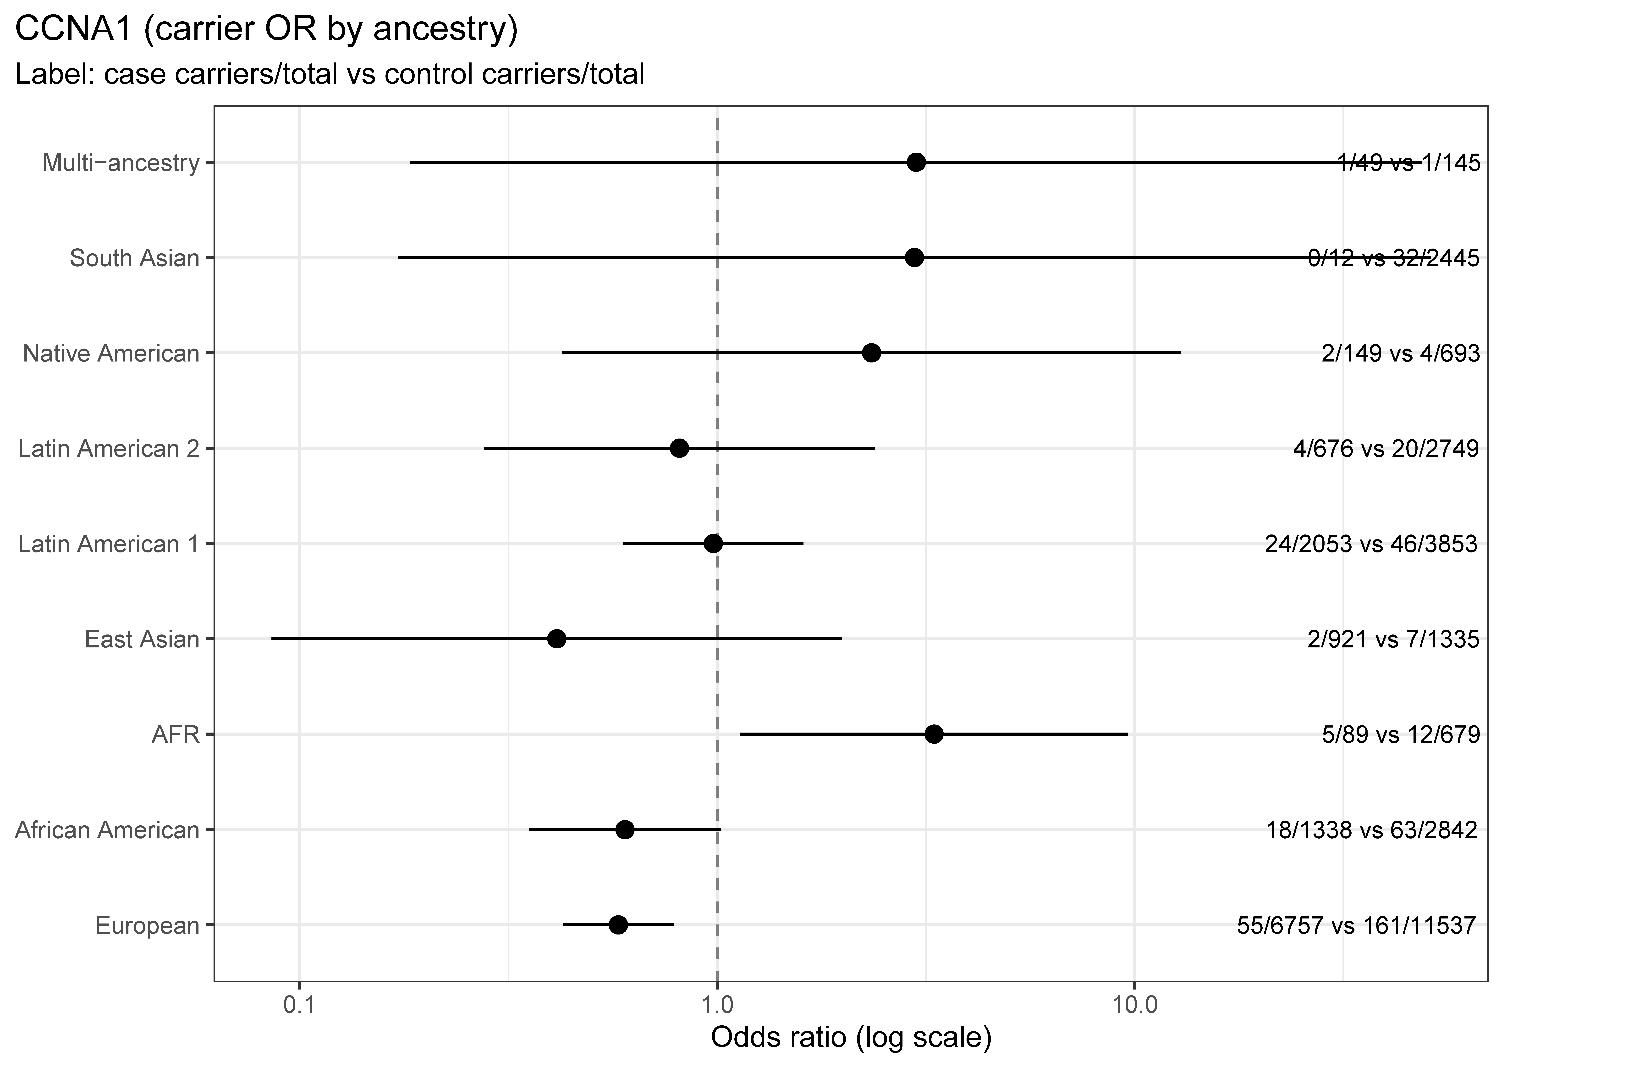 CCNA1 (carrier OR by ancestry)
Label: case carriers/total vs control carriers/total
Multi−ancestry 1/49 vs 1/145
South Asian 0/12 vs 32/2445
Native American 2/149 vs 4/693
Latin American 2 4/676 vs 20/2749
Latin American 1 24/2053 vs 46/3853
East Asian 2/921 vs 7/1335
AFR 5/89 vs 12/679
African American 18/1338 vs 63/2842
European 55/6757 vs 161/11537
0.1 1.0 10.0
Odds ratio (log scale)